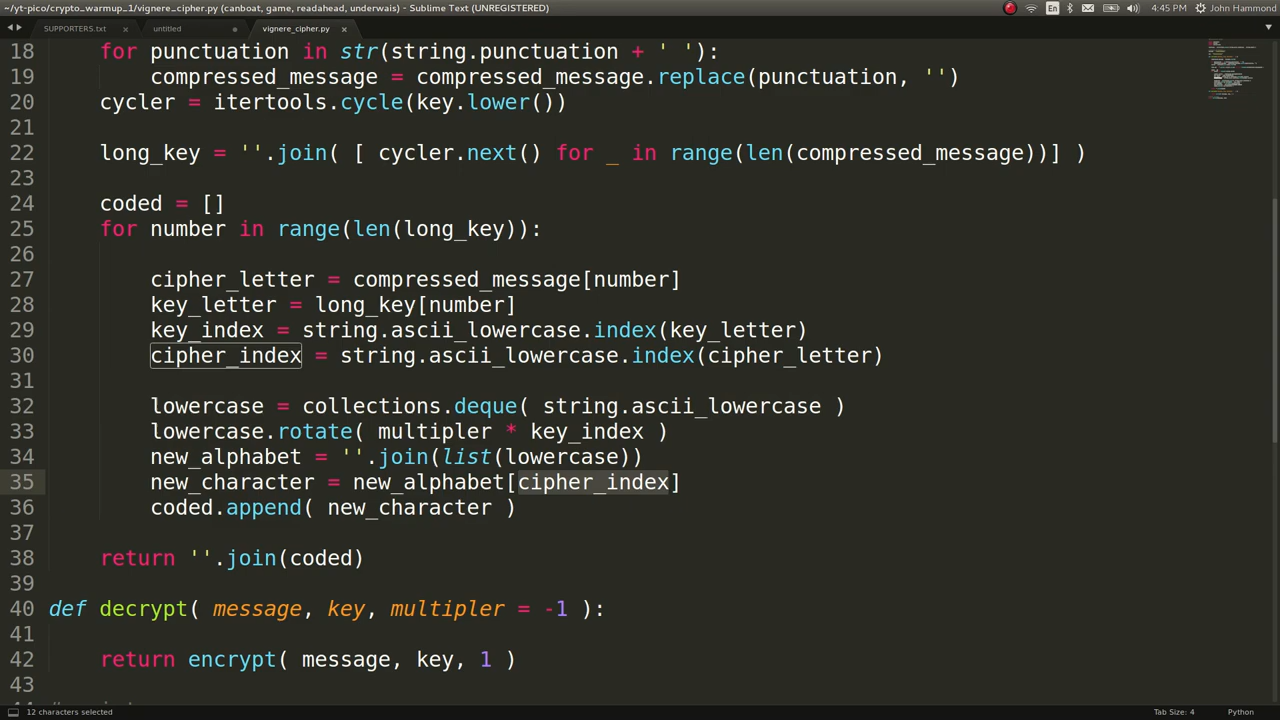 ~/yt-pico/crypto_warmup_1/vignere_cipher.py (canboat, game, readahead, underwais) - Sublime Text (UNREGISTERED)
En
4:45 PM
John Hammond
SUPPORTERS.txt
untitled
vignere_cipher.py
18 for punctuation in str(string.punctuation + ' '):
19 compressed_message = compressed_message.replace(punctuation, '')
20 cycler = itertools.cycle(key.lower())
21
22 long_key = ''.join( [ cycler.next() for _ in range(len(compressed_message))] )
23
24 coded = []
25 for number in range(len(long_key)):
26
27 cipher_letter = compressed_message[number]
28 key_letter = long_key[number]
29 key_index = string.ascii_lowercase.index(key_letter)
30 cipher_index = string.ascii_lowercase.index(cipher_letter)
31
32 lowercase = collections.deque( string.ascii_lowercase )
33 lowercase.rotate( multipler * key_index )
34 new_alphabet = ''.join(list(lowercase))
35 new_character = new_alphabet[cipher_index]
36 coded.append( new_character )
37
38 return ''.join(coded)
39
40 def decrypt( message, key, multipler = -1 ):
41
42 return encrypt( message, key, 1 )
43
12 characters selected
Tab Size: 4
Python